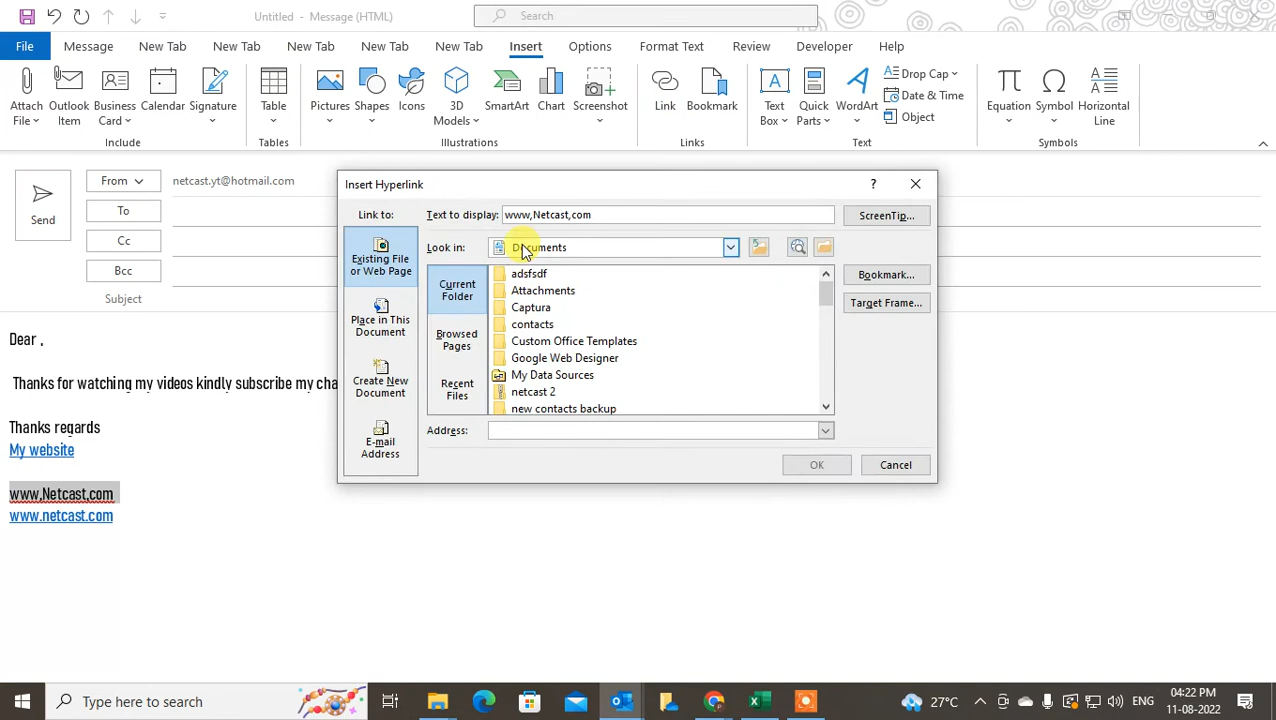 Untitled - Message (HTML)
Search
File
Message
New Tab
New Tab
New Tab
New Tab
New Tab
Insert
Options
Format Text
Review
Developer
Help
Attach File
Outlook Item
Business Card
Calendar
Signature
Table
Pictures
Shapes
Icons
3D Models
SmartArt
Chart
Screenshot
Link
Bookmark
Text Box
Quick Parts
WordArt
Drop Cap
Date & Time
Object
Equation
Symbol
Horizontal Line
Include
Tables
Illustrations
Links
Text
Symbols
Send
From
netcast.yt@hotmail.com
To
Cc
Bcc
Subject
Dear ,
Thanks for watching my videos kindly subscribe my cha
Thanks regards
My website
www,Netcast,com
www.netcast.com
Insert Hyperlink
?
Link to:
Text to display:
www,Netcast,com
ScreenTip...
Existing File or Web Page
Place in This Document
Create New Document
E-mail Address
Look in:
Documents
Current Folder
Browsed Pages
Recent Files
adsfsdf
Attachments
Captura
contacts
Custom Office Templates
Google Web Designer
My Data Sources
netcast 2
new contacts backup
Bookmark...
Target Frame...
Address:
OK
Cancel
Type here to search
27°C
ENG
04:22 PM
11-08-2022